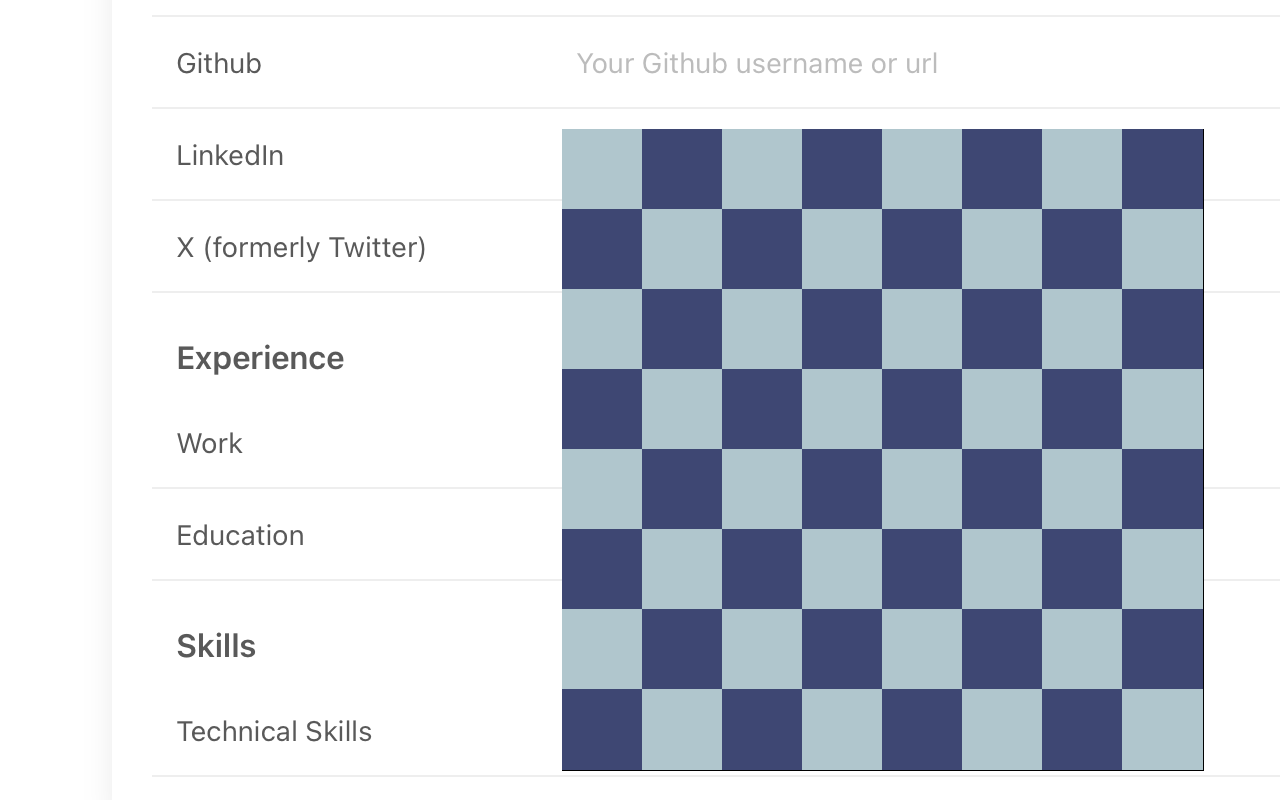 Github
Your Github username or url
LinkedIn
X (formerly Twitter)
Experience
Work
Education
Skills
Technical Skills